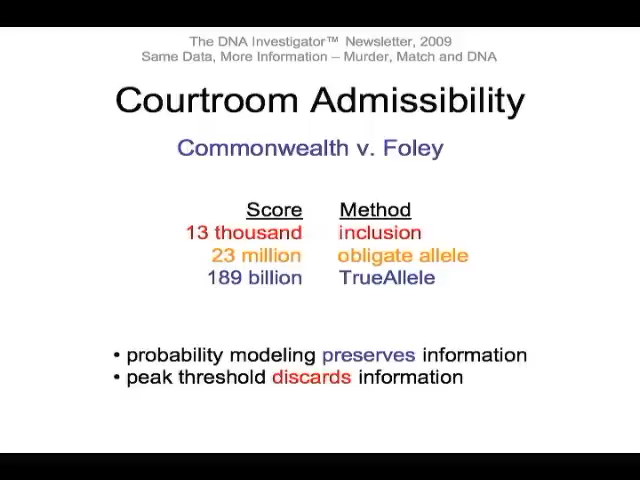 The DNA Investigator™ Newsletter, 2009
Same Data, More Information – Murder, Match and DNA
Courtroom Admissibility
Commonwealth v. Foley
Score Method
13 thousand inclusion
23 million obligate allele
189 billion TrueAllele
• probability modeling preserves information
• peak threshold discards information